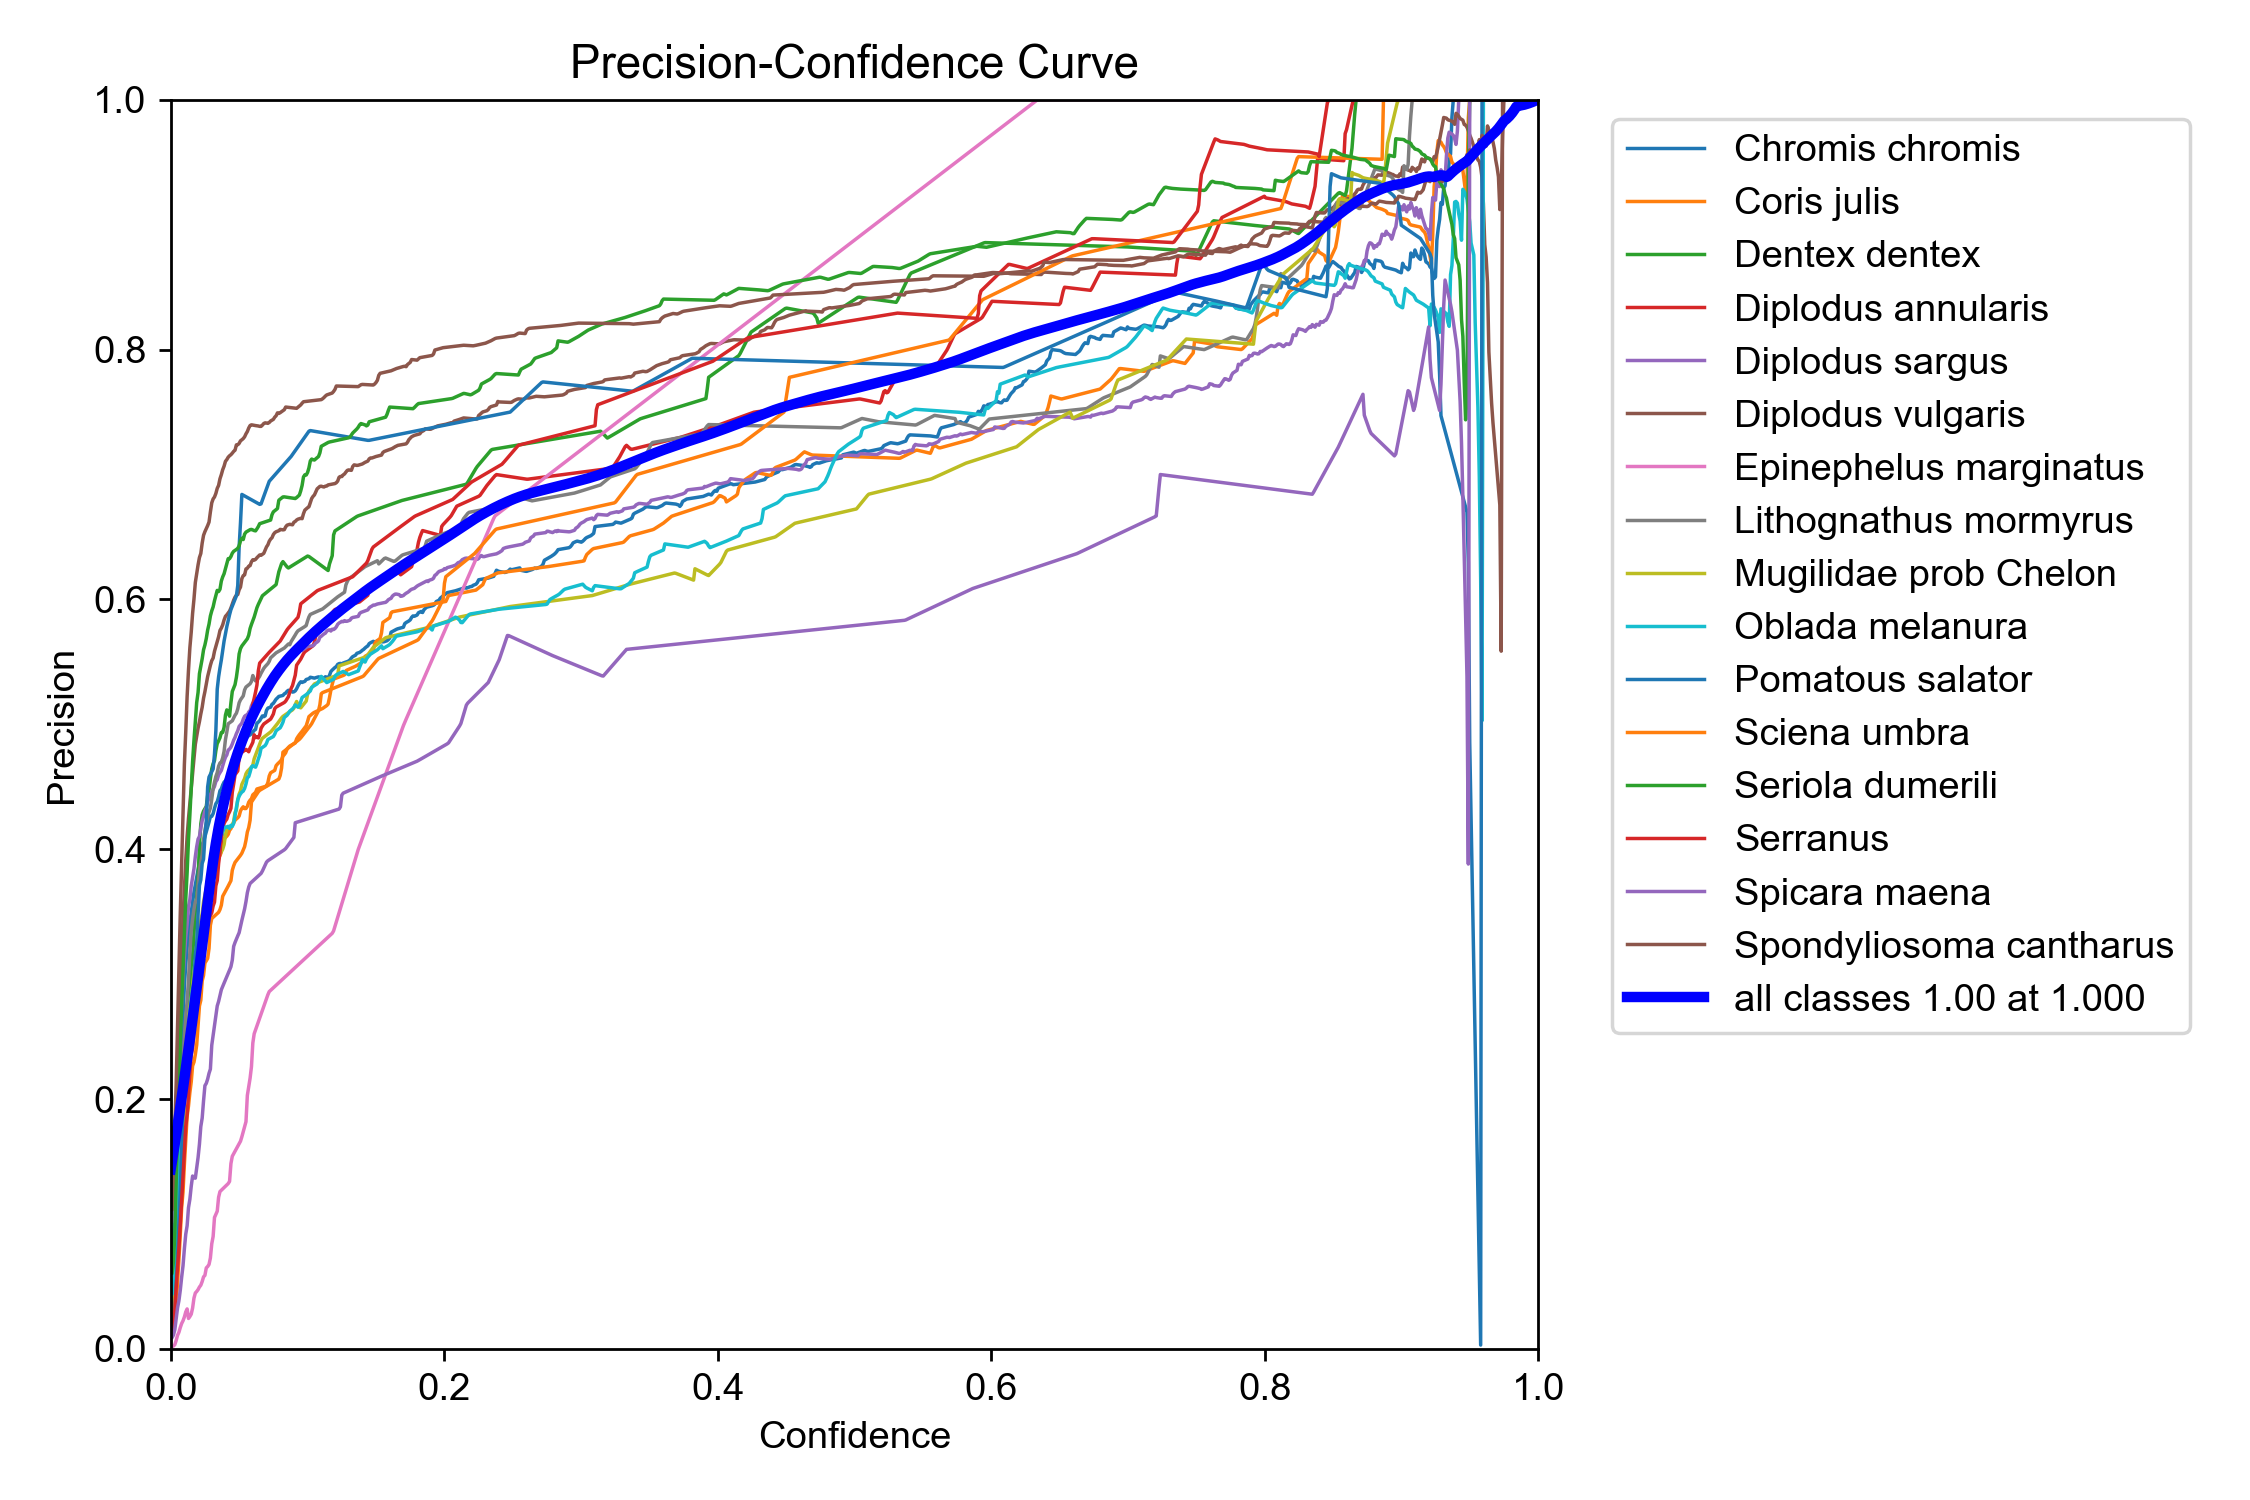 Precision-Confidence Curve
1.0
0.8
0.6
0.4
0.2
0.0
Precision
0.0
0.2
0.4
0.6
0.8
1.0
Confidence
Chromis chromis
Coris julis
Dentex dentex
Diplodus annularis
Diplodus sargus
Diplodus vulgaris
Epinephelus marginatus
Lithognathus mormyrus
Mugilidae prob Chelon
Oblada melanura
Pomatous salator
Sciena umbra
Seriola dumerili
Serranus
Spicara maena
Spondyliosoma cantharus
all classes 1.00 at 1.000